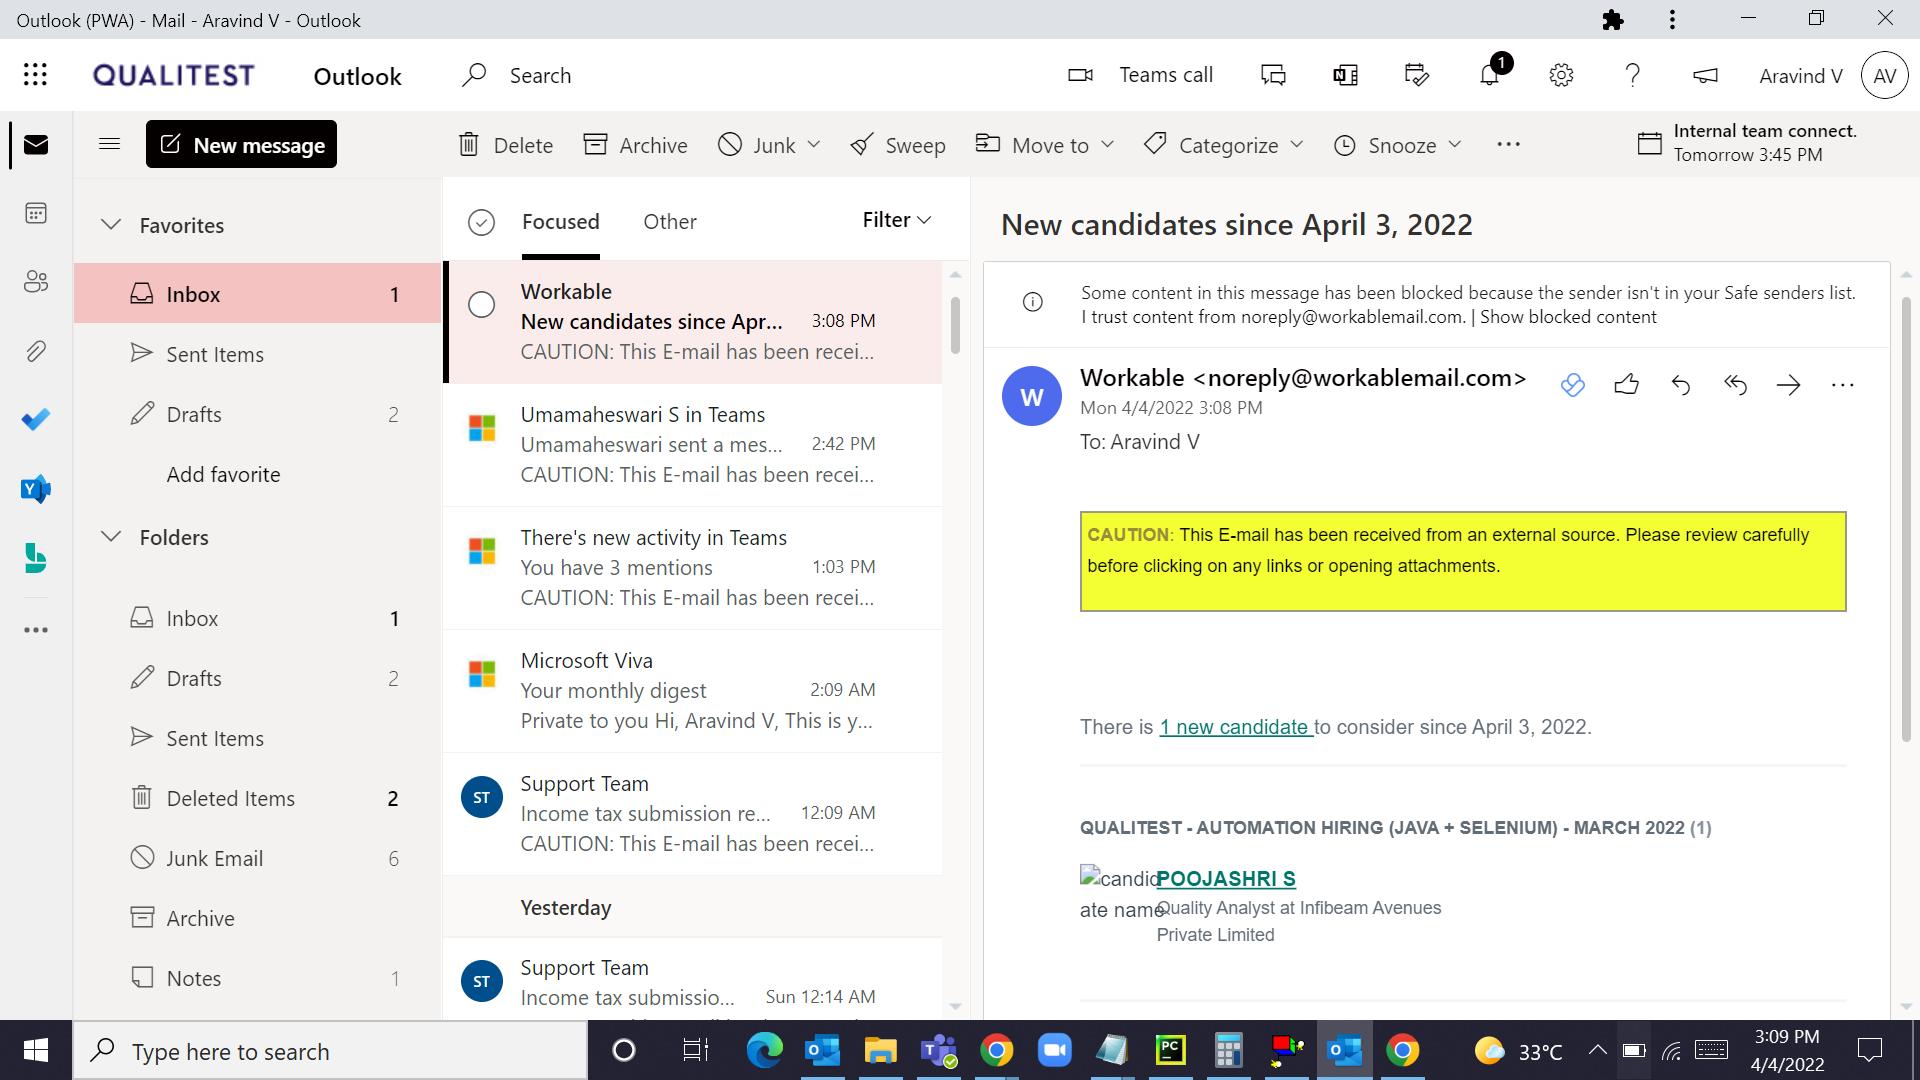 Outlook (PWA) - Mail - Aravind V - Outlook
QUALITEST
Outlook
Search
Teams call
1
Aravind V
AV
New message
Delete
Archive
Junk
Sweep
Move to
Categorize
Snooze
Internal team connect.
Tomorrow 3:45 PM
Favorites
Inbox 1
Sent Items
Drafts 2
Add favorite
Folders
Inbox 1
Drafts 2
Sent Items
Deleted Items 2
Junk Email 6
Archive
Notes 1
Focused
Other
Filter
Workable
New candidates since Apr... 3:08 PM
CAUTION: This E-mail has been recei...
Umamaheswari S in Teams
Umamaheswari sent a mes... 2:42 PM
CAUTION: This E-mail has been recei...
There's new activity in Teams
You have 3 mentions 1:03 PM
CAUTION: This E-mail has been recei...
Microsoft Viva
Your monthly digest 2:09 AM
Private to you Hi, Aravind V, This is y...
ST
Support Team
Income tax submission re... 12:09 AM
CAUTION: This E-mail has been recei...
Yesterday
ST
Support Team
Income tax submissio... Sun 12:14 AM
New candidates since April 3, 2022
Some content in this message has been blocked because the sender isn't in your Safe senders list.
I trust content from noreply@workablemail.com. | Show blocked content
W
Workable <noreply@workablemail.com>
Mon 4/4/2022 3:08 PM
To: Aravind V
CAUTION: This E-mail has been received from an external source. Please review carefully
before clicking on any links or opening attachments.
There is 1 new candidate to consider since April 3, 2022.
QUALITEST - AUTOMATION HIRING (JAVA + SELENIUM) - MARCH 2022 (1)
candid
ate name
POOJASHRI S
Quality Analyst at Infibeam Avenues
Private Limited
Type here to search
PC
33°C
3:09 PM
4/4/2022